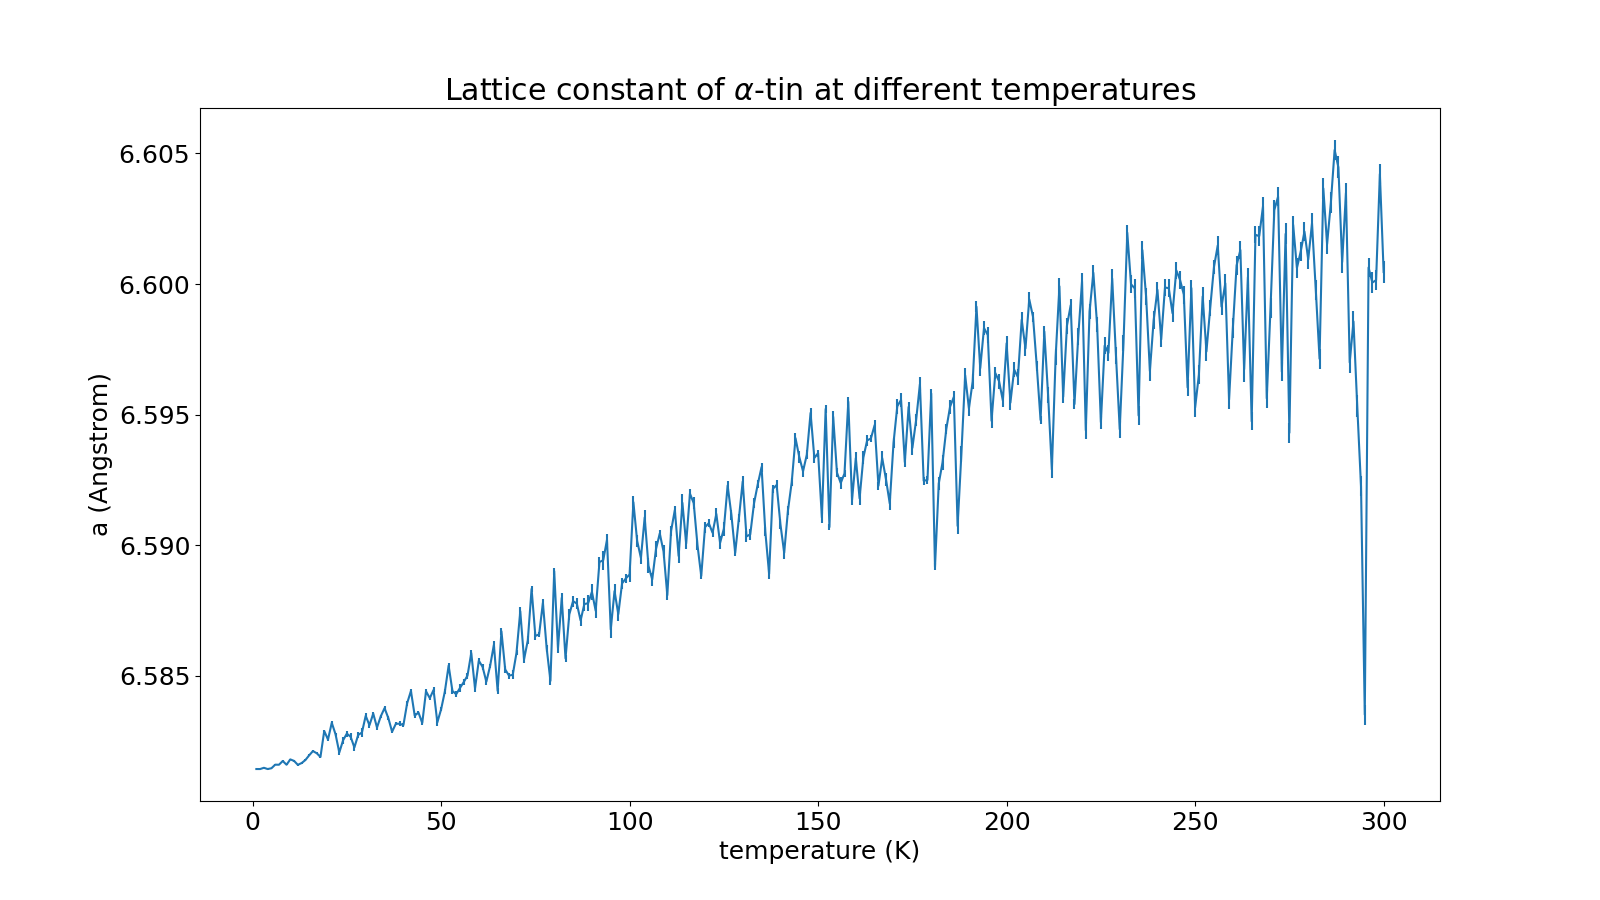 Lattice constant of α-tin at different temperatures
6.605
6.600
6.595
6.590
6.585
a (Angstrom)
0 50 100 150 200 250 300
temperature (K)